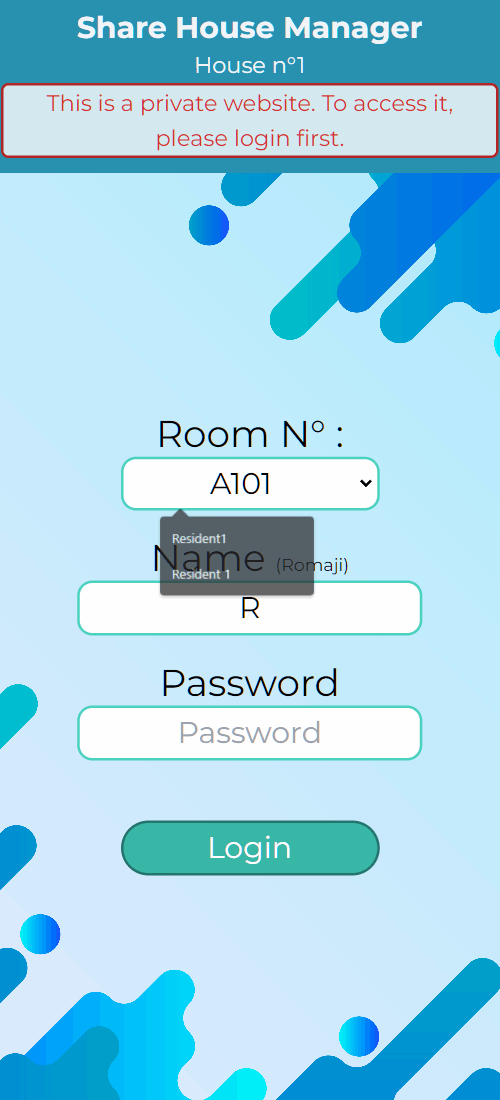 Share House Manager
House n°1
This is a private website. To access it,
please login first.
Room N° :
A101
Resident1
Name (Romaji)
Resident 1
R
Password
Password
Login